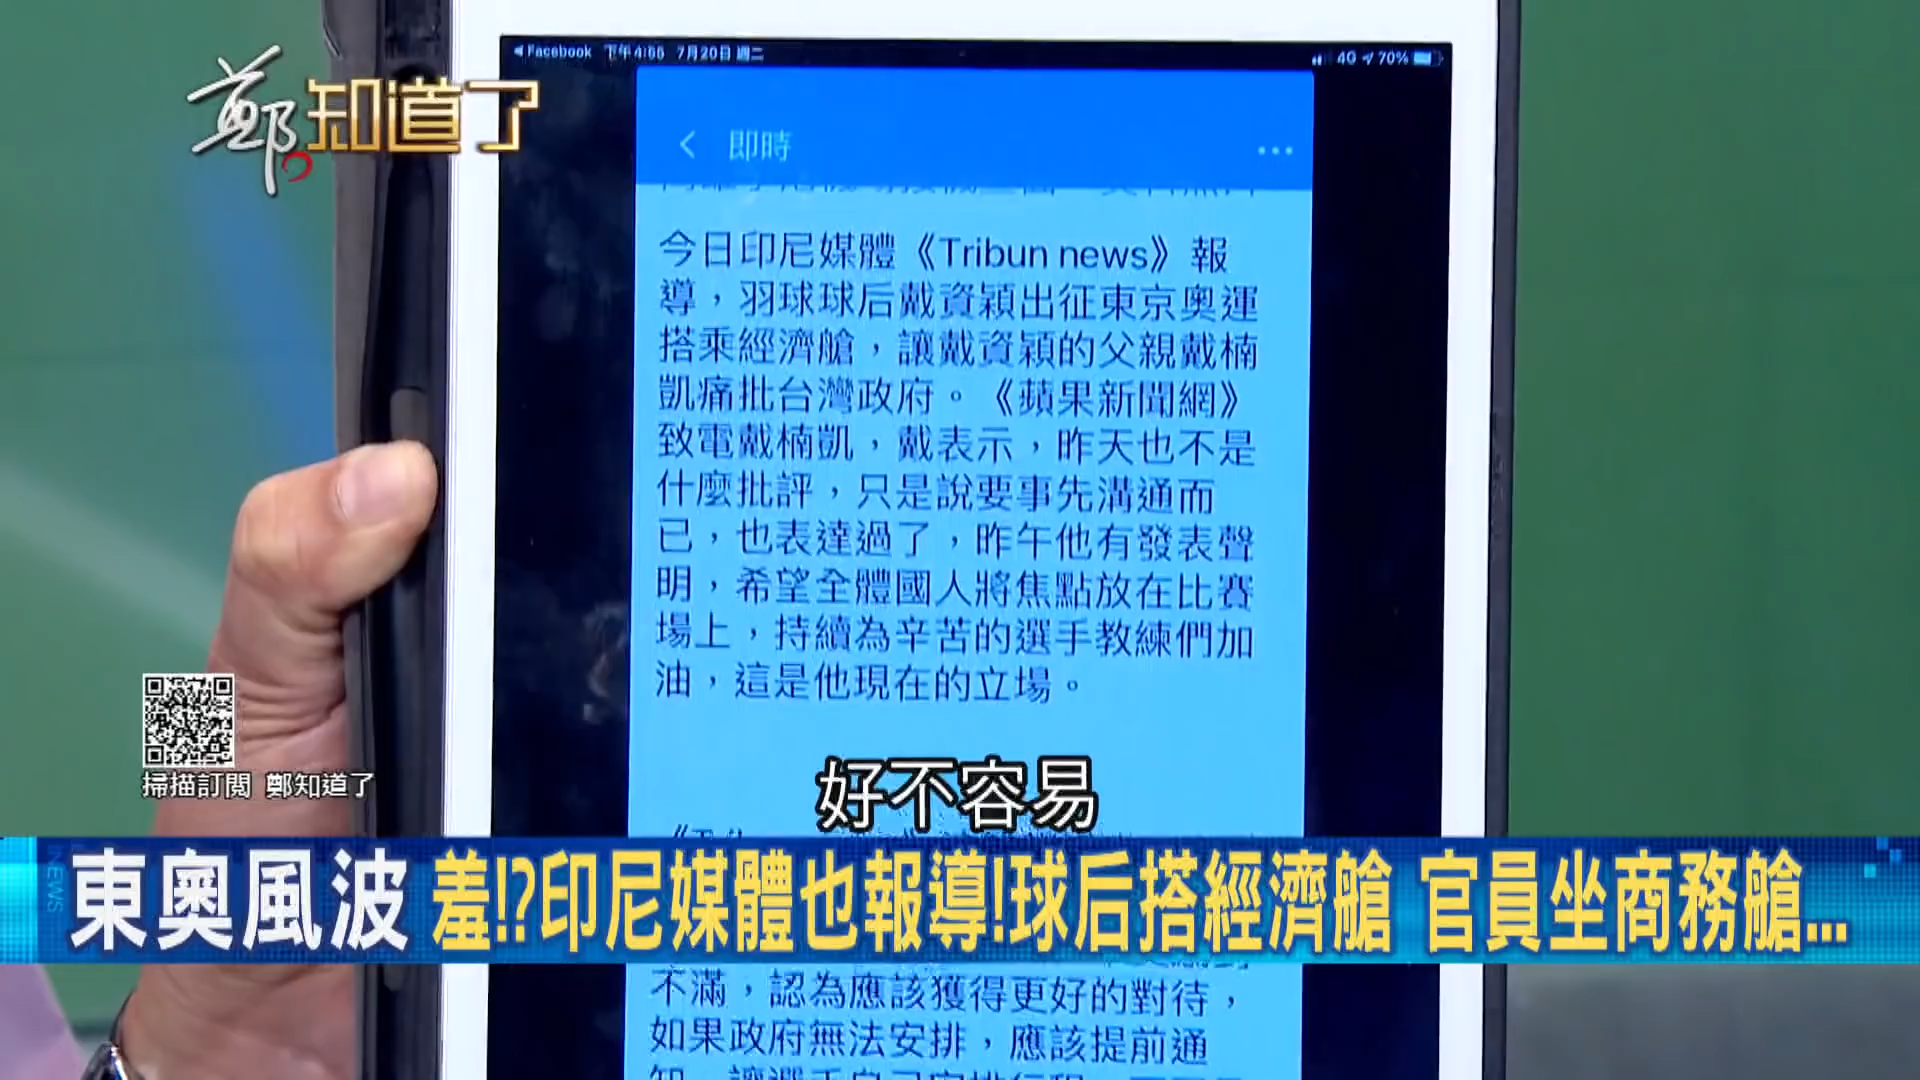 ◀Facebook 下午4:55 7月20日 週二
4G 70%
鄭知道了
即時
今日印尼媒體《Tribun news》報
導，羽球球后戴資穎出征東京奧運
搭乘經濟艙，讓戴資穎的父親戴楠
凱痛批台灣政府。《蘋果新聞網》
致電戴楠凱，戴表示，昨天也不是
什麼批評，只是說要事先溝通而
已，也表達過了，昨午他有發表聲
明，希望全體國人將焦點放在比賽
場上，持續為辛苦的選手教練們加
油，這是他現在的立場。
掃描訂閱 鄭知道了
好不容易
NEWS
東奧風波 羞!?印尼媒體也報導!球后搭經濟艙 官員坐商務艙...
不滿，認為應該獲得更好的對待，
如果政府無法安排，應該提前通